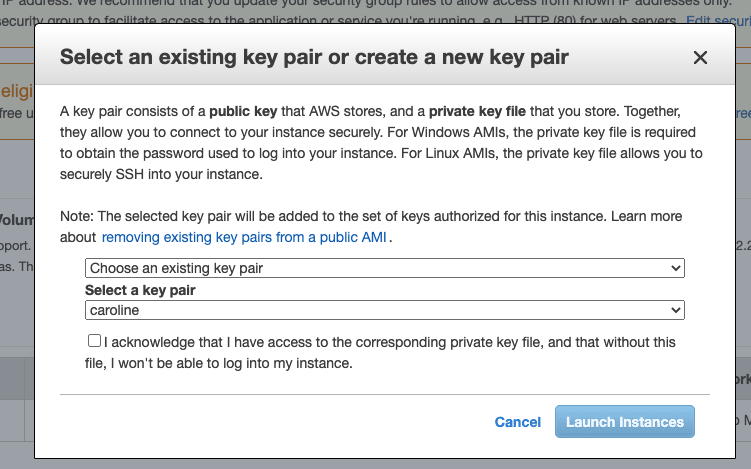 IP address. We recommend that you update your security group rules to allow access from known IP addresses only.
security group to facilitate access to the application or service you're running, e.g., HTTP (80) for web servers. Edit securi
Select an existing key pair or create a new key pair
eligi
free u
A key pair consists of a public key that AWS stores, and a private key file that you store. Together,
they allow you to connect to your instance securely. For Windows AMIs, the private key file is required
to obtain the password used to log into your instance. For Linux AMIs, the private key file allows you to
securely SSH into your instance.
Note: The selected key pair will be added to the set of keys authorized for this instance. Learn more
about removing existing key pairs from a public AMI .
Volum
pport.
as. Th
2.2
Choose an existing key pair
Select a key pair
caroline
I acknowledge that I have access to the corresponding private key file, and that without this
file, I won't be able to log into my instance.
ork
Cancel
Launch Instances